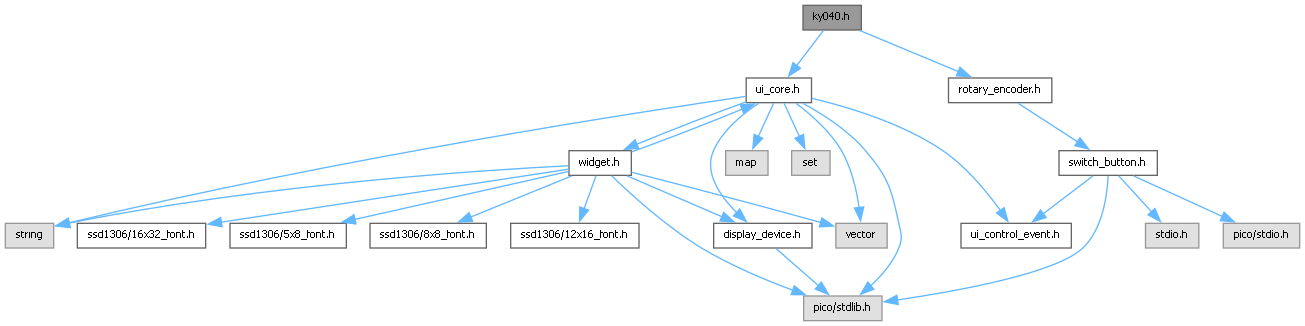 ky040.h
ui_core.h
rotary_encoder.h
widget.h
map
set
switch_button.h
string
ssd1306/16x32_font.h
ssd1306/5x8_font.h
ssd1306/8x8_font.h
ssd1306/12x16_font.h
display_device.h
vector
ui_control_event.h
stdio.h
pico/stdio.h
pico/stdlib.h